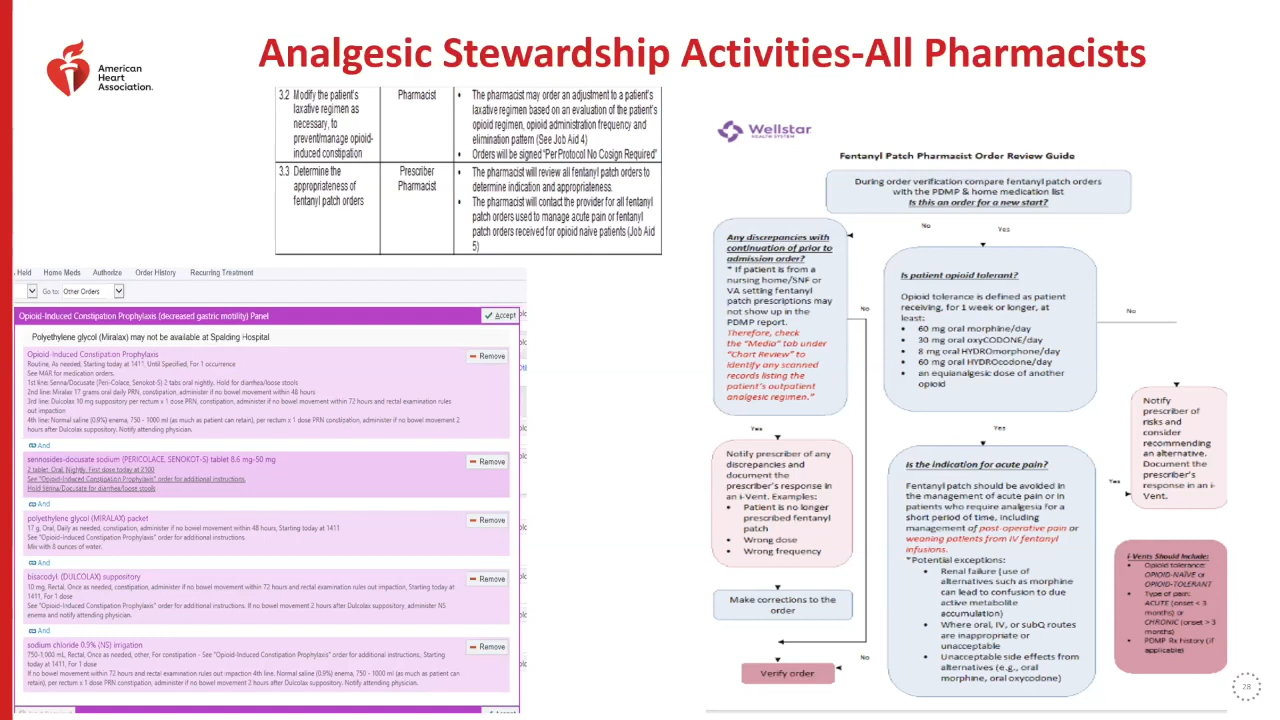 Analgesic Stewardship Activities-All Pharmacists
American
Heart
Association.
3.2 Modify the patient's
laxative regimen as
necessary, to
prevent/manage opioid-
induced constipation
Pharmacist
• The pharmacist may order an adjustment to a patient's
laxative regimen based on an evaluation of the patient's
opioid regimen, opioid administration frequency and
elimination pattern (See Job Aid 4)
• Orders will be signed "Per Protocol No Cosign Required"
3.3 Determine the
appropriateness of
fentanyl patch orders
Prescriber
Pharmacist
• The pharmacist will review all fentanyl patch orders to
determine indication and appropriateness.
• The pharmacist will contact the provider for all fentanyl
patch orders used to manage acute pain or fentanyl
patch orders received for opioid naive patients (Job Aid
5)
Held Home Meds Authorize Order History Recurring Treatment
Go to: Other Orders
Opioid-Induced Constipation Prophylaxis (decreased gastric motility) Panel
Accept
Polyethylene glycol (Miralax) may not be available at Spalding Hospital
Opioid-Induced Constipation Prophylaxis
Remove
Routine, As needed, Starting today at 1411, Until Specified, For 1 occurrence
See MAR for medication orders.
1st line: Senna/Docusate (Peri-Colace, Senokot-S) 2 tabs oral nightly. Hold for diarrhea/loose stools
2nd line: Miralax 17 grams oral daily PRN, constipation, administer if no bowel movement within 48 hours
3rd line: Dulcolax 10 mg suppository per rectum x 1 dose PRN, constipation, administer if no bowel movement within 72 hours and rectal examination rules
out impaction
4th line: Normal saline (0.9%) enema, 750 - 1000 ml (as much as patient can retain), per rectum x 1 dose PRN constipation, administer if no bowel movement 2
hours after Dulcolax suppository. Notify attending physician.
And
sennosides-docusate sodium (PERICOLACE, SENOKOT-S) tablet 8.6 mg-50 mg
Remove
2 tablet, Oral, Nightly, First dose today at 2100
See "Opioid-Induced Constipation Prophylaxis" order for additional instructions.
Hold Senna/Docusate for diarrhea/loose stools
And
polyethylene glycol (MIRALAX) packet
Remove
17 g, Oral, Daily as needed, constipation, administer if no bowel movement within 48 hours, Starting today at 1411
See "Opioid-Induced Constipation Prophylaxis" order for additional instructions.
Mix with 8 ounces of water.
And
bisacodyl (DULCOLAX) suppository
Remove
10 mg, Rectal, Once as needed, constipation, administer if no bowel movement within 72 hours and rectal examination rules out impaction, Starting today at
1411, For 1 dose
See "Opioid-Induced Constipation Prophylaxis" order for additional instructions. If no bowel movement 2 hours after Dulcolax suppository, administer NS
enema and notify attending physician.
And
sodium chloride 0.9% (NS) irrigation
Remove
750-1,000 mL, Rectal, Once as needed, other, For constipation - See "Opioid-Induced Constipation Prophylaxis" order for additional instructions, Starting
today at 1411, For 1 dose
If no bowel movement within 72 hours and rectal examination rules out impaction 4th line: Normal saline (0.9%) enema, 750 - 1000 ml (as much as patient can
retain), per rectum x 1 dose PRN constipation, administer if no bowel movement 2 hours after Dulcolax suppository. Notify attending physician.
Wellstar
HEALTH SYSTEM
Fentanyl Patch Pharmacist Order Review Guide
During order verification compare fentanyl patch orders
with the PDMP & home medication list
Is this an order for a new start?
No
Yes
Any discrepancies with
continuation of prior to
admission order?
* If patient is from a
nursing home/SNF or
VA setting fentanyl
patch prescriptions may
not show up in the
PDMP report.
Therefore, check
the "Media" tab under
"Chart Review" to
identify any scanned
records listing the
patient's outpatient
analgesic regimen."
No
Is patient opioid tolerant?
Opioid tolerance is defined as patient
receiving, for 1 week or longer, at
least:
• 60 mg oral morphine/day
• 30 mg oral oxyCODONE/day
• 8 mg oral HYDROmorphone/day
• 60 mg oral HYDROcodone/day
• an equianalgesic dose of another
opioid
No
Yes
Yes
Notify
prescriber of
risks and
consider
recommending
an alternative.
Document the
prescriber's
response in an i-
Vent.
Notify prescriber of any
discrepancies and
document the
prescriber's response in
an i-Vent. Examples:
• Patient is no longer
prescribed fentanyl
patch
• Wrong dose
• Wrong frequency
Is the indication for acute pain?
Fentanyl patch should be avoided in
the management of acute pain or in
patients who require analgesia for a
short period of time, including
management of post-operative pain or
weaning patients from IV fentanyl
infusions.
*Potential exceptions:
• Renal failure (use of
alternatives such as morphine
can lead to confusion to due
active metabolite
accumulation)
• Where oral, IV, or subQ routes
are inappropriate or
unacceptable
• Unacceptable side effects from
alternatives (e.g., oral
morphine, oral oxycodone)
Yes
i-Vents Should Include:
• Opioid tolerance:
OPIOID-NAÏVE or
OPIOID-TOLERANT
• Type of pain:
ACUTE (onset < 3
months) or
CHRONIC (onset > 3
months)
• PDMP Rx history (if
applicable)
Make corrections to the
order
No
Verify order
28